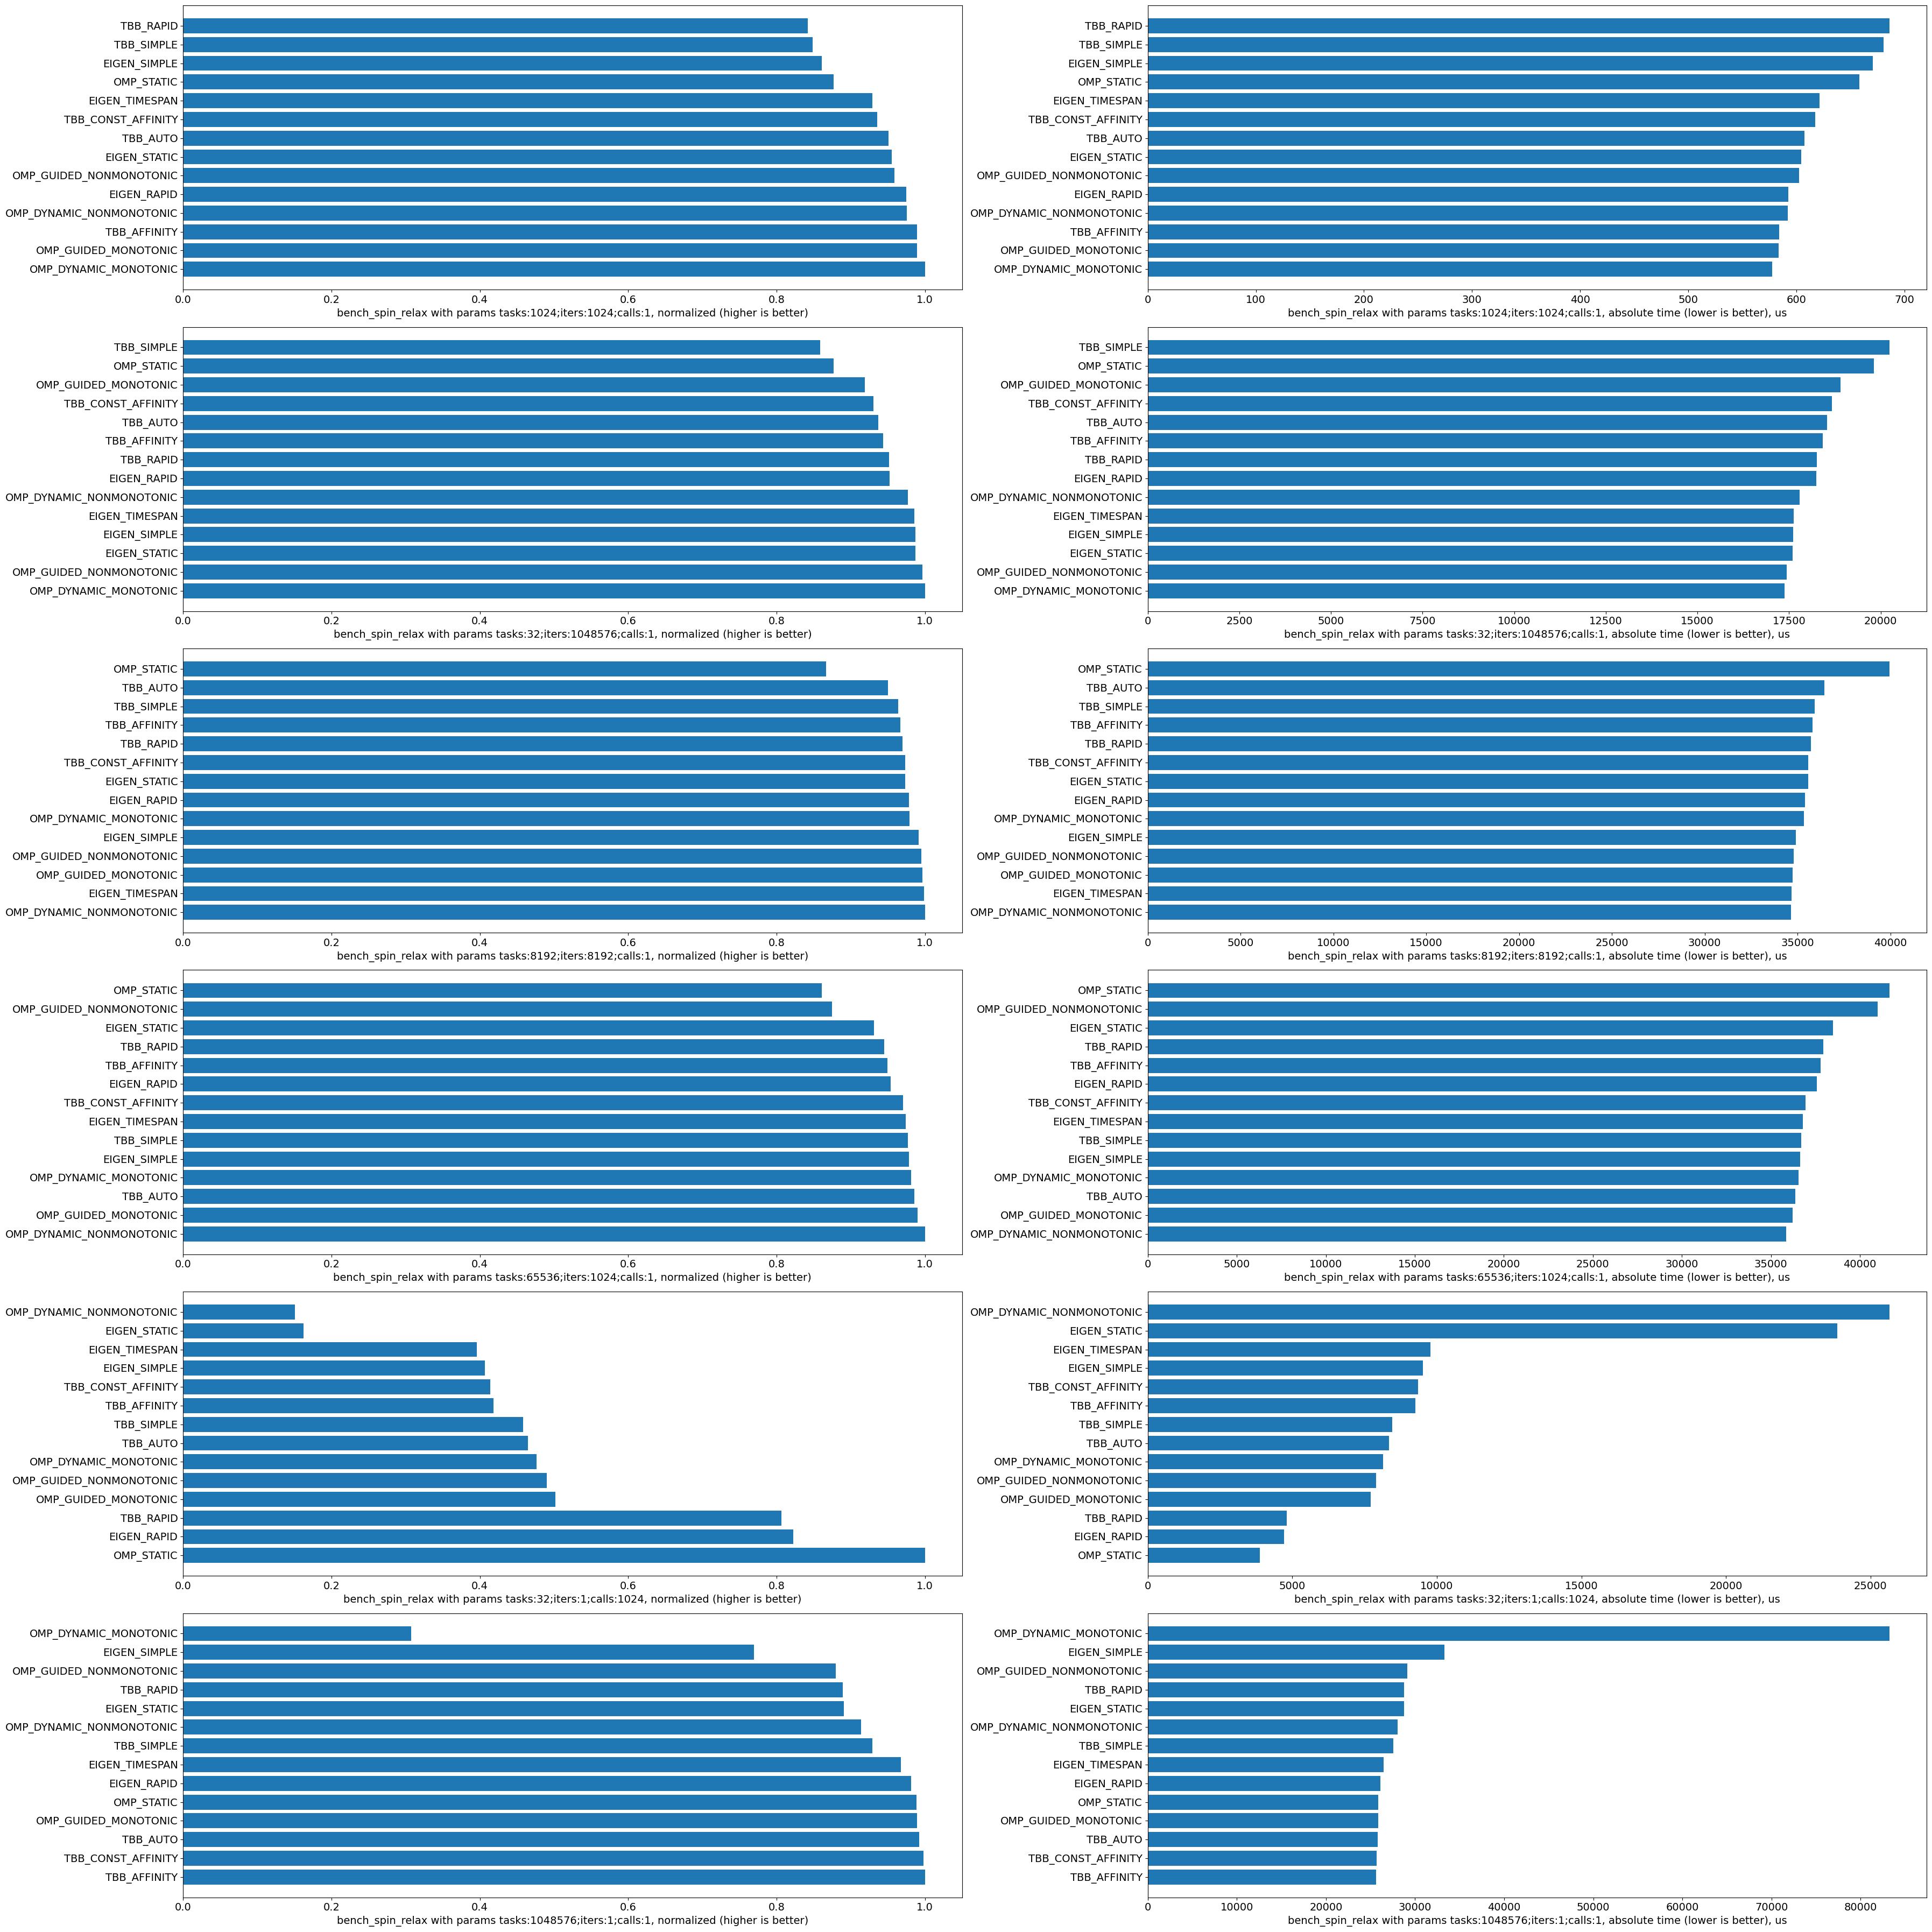 TBB_RAPID
TBB_SIMPLE
EIGEN_SIMPLE
OMP_STATIC
EIGEN_TIMESPAN
TBB_CONST_AFFINITY
TBB_AUTO
EIGEN_STATIC
OMP_GUIDED_NONMONOTONIC
EIGEN_RAPID
OMP_DYNAMIC_NONMONOTONIC
TBB_AFFINITY
OMP_GUIDED_MONOTONIC
OMP_DYNAMIC_MONOTONIC
0.0 0.2 0.4 0.6 0.8 1.0
bench_spin_relax with params tasks:1024;iters:1024;calls:1, normalized (higher is better)
TBB_RAPID
TBB_SIMPLE
EIGEN_SIMPLE
OMP_STATIC
EIGEN_TIMESPAN
TBB_CONST_AFFINITY
TBB_AUTO
EIGEN_STATIC
OMP_GUIDED_NONMONOTONIC
EIGEN_RAPID
OMP_DYNAMIC_NONMONOTONIC
TBB_AFFINITY
OMP_GUIDED_MONOTONIC
OMP_DYNAMIC_MONOTONIC
0 100 200 300 400 500 600 700
bench_spin_relax with params tasks:1024;iters:1024;calls:1, absolute time (lower is better), us
TBB_SIMPLE
OMP_STATIC
OMP_GUIDED_MONOTONIC
TBB_CONST_AFFINITY
TBB_AUTO
TBB_AFFINITY
TBB_RAPID
EIGEN_RAPID
OMP_DYNAMIC_NONMONOTONIC
EIGEN_TIMESPAN
EIGEN_SIMPLE
EIGEN_STATIC
OMP_GUIDED_NONMONOTONIC
OMP_DYNAMIC_MONOTONIC
0.0 0.2 0.4 0.6 0.8 1.0
bench_spin_relax with params tasks:32;iters:1048576;calls:1, normalized (higher is better)
TBB_SIMPLE
OMP_STATIC
OMP_GUIDED_MONOTONIC
TBB_CONST_AFFINITY
TBB_AUTO
TBB_AFFINITY
TBB_RAPID
EIGEN_RAPID
OMP_DYNAMIC_NONMONOTONIC
EIGEN_TIMESPAN
EIGEN_SIMPLE
EIGEN_STATIC
OMP_GUIDED_NONMONOTONIC
OMP_DYNAMIC_MONOTONIC
0 2500 5000 7500 10000 12500 15000 17500 20000
bench_spin_relax with params tasks:32;iters:1048576;calls:1, absolute time (lower is better), us
OMP_STATIC
TBB_AUTO
TBB_SIMPLE
TBB_AFFINITY
TBB_RAPID
TBB_CONST_AFFINITY
EIGEN_STATIC
EIGEN_RAPID
OMP_DYNAMIC_MONOTONIC
EIGEN_SIMPLE
OMP_GUIDED_NONMONOTONIC
OMP_GUIDED_MONOTONIC
EIGEN_TIMESPAN
OMP_DYNAMIC_NONMONOTONIC
0.0 0.2 0.4 0.6 0.8 1.0
bench_spin_relax with params tasks:8192;iters:8192;calls:1, normalized (higher is better)
OMP_STATIC
TBB_AUTO
TBB_SIMPLE
TBB_AFFINITY
TBB_RAPID
TBB_CONST_AFFINITY
EIGEN_STATIC
EIGEN_RAPID
OMP_DYNAMIC_MONOTONIC
EIGEN_SIMPLE
OMP_GUIDED_NONMONOTONIC
OMP_GUIDED_MONOTONIC
EIGEN_TIMESPAN
OMP_DYNAMIC_NONMONOTONIC
0 5000 10000 15000 20000 25000 30000 35000 40000
bench_spin_relax with params tasks:8192;iters:8192;calls:1, absolute time (lower is better), us
OMP_STATIC
OMP_GUIDED_NONMONOTONIC
EIGEN_STATIC
TBB_RAPID
TBB_AFFINITY
EIGEN_RAPID
TBB_CONST_AFFINITY
EIGEN_TIMESPAN
TBB_SIMPLE
EIGEN_SIMPLE
OMP_DYNAMIC_MONOTONIC
TBB_AUTO
OMP_GUIDED_MONOTONIC
OMP_DYNAMIC_NONMONOTONIC
0.0 0.2 0.4 0.6 0.8 1.0
bench_spin_relax with params tasks:65536;iters:1024;calls:1, normalized (higher is better)
OMP_STATIC
OMP_GUIDED_NONMONOTONIC
EIGEN_STATIC
TBB_RAPID
TBB_AFFINITY
EIGEN_RAPID
TBB_CONST_AFFINITY
EIGEN_TIMESPAN
TBB_SIMPLE
EIGEN_SIMPLE
OMP_DYNAMIC_MONOTONIC
TBB_AUTO
OMP_GUIDED_MONOTONIC
OMP_DYNAMIC_NONMONOTONIC
0 5000 10000 15000 20000 25000 30000 35000 40000
bench_spin_relax with params tasks:65536;iters:1024;calls:1, absolute time (lower is better), us
OMP_DYNAMIC_NONMONOTONIC
EIGEN_STATIC
EIGEN_TIMESPAN
EIGEN_SIMPLE
TBB_CONST_AFFINITY
TBB_AFFINITY
TBB_SIMPLE
TBB_AUTO
OMP_DYNAMIC_MONOTONIC
OMP_GUIDED_NONMONOTONIC
OMP_GUIDED_MONOTONIC
TBB_RAPID
EIGEN_RAPID
OMP_STATIC
0.0 0.2 0.4 0.6 0.8 1.0
bench_spin_relax with params tasks:32;iters:1;calls:1024, normalized (higher is better)
OMP_DYNAMIC_NONMONOTONIC
EIGEN_STATIC
EIGEN_TIMESPAN
EIGEN_SIMPLE
TBB_CONST_AFFINITY
TBB_AFFINITY
TBB_SIMPLE
TBB_AUTO
OMP_DYNAMIC_MONOTONIC
OMP_GUIDED_NONMONOTONIC
OMP_GUIDED_MONOTONIC
TBB_RAPID
EIGEN_RAPID
OMP_STATIC
0 5000 10000 15000 20000 25000
bench_spin_relax with params tasks:32;iters:1;calls:1024, absolute time (lower is better), us
OMP_DYNAMIC_MONOTONIC
EIGEN_SIMPLE
OMP_GUIDED_NONMONOTONIC
TBB_RAPID
EIGEN_STATIC
OMP_DYNAMIC_NONMONOTONIC
TBB_SIMPLE
EIGEN_TIMESPAN
EIGEN_RAPID
OMP_STATIC
OMP_GUIDED_MONOTONIC
TBB_AUTO
TBB_CONST_AFFINITY
TBB_AFFINITY
0.0 0.2 0.4 0.6 0.8 1.0
bench_spin_relax with params tasks:1048576;iters:1;calls:1, normalized (higher is better)
OMP_DYNAMIC_MONOTONIC
EIGEN_SIMPLE
OMP_GUIDED_NONMONOTONIC
TBB_RAPID
EIGEN_STATIC
OMP_DYNAMIC_NONMONOTONIC
TBB_SIMPLE
EIGEN_TIMESPAN
EIGEN_RAPID
OMP_STATIC
OMP_GUIDED_MONOTONIC
TBB_AUTO
TBB_CONST_AFFINITY
TBB_AFFINITY
0 10000 20000 30000 40000 50000 60000 70000 80000
bench_spin_relax with params tasks:1048576;iters:1;calls:1, absolute time (lower is better), us